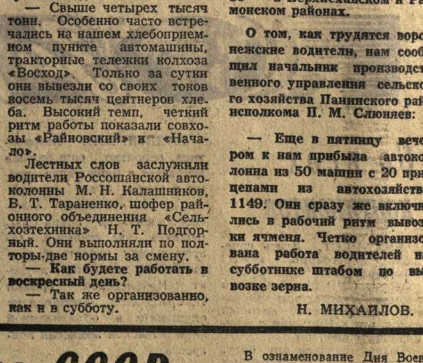 — Свыше четырех тысяч
тонн. Особенно часто встре-
чались на нашем хлебоприем-
ном пункте автомашины,
тракторные тележки колхоза
«Восход». Только за сутки
они вывезли со своих токов
восемь тысяч центнеров хле-
ба. Высокий темп, четкий
ритм работы показали совхо-
зы «Райновский» и «Нача-
ло».
Лестных слов заслужили
водители Россошанской авто-
колонны М. Н. Калашников,
В. Т. Тараненко, шофер рай-
онного объединения «Сель-
хозтехника» Н. Т. Подгор-
ный. Они выполняли по пол-
торы-две нормы за смену.
— Как будете работать в
воскресный день?
— Так же организованно,
как и в субботу.
монском районах.
О том, как трудятся воро
нежские водители, нам сооб
щил начальник производст
венного управления сельско
го хозяйства Панинского рай
исполкома П. М. Слюняев:
— Еще в пятницу вече
ром к нам прибыла автоко
лонна из 50 машин с 20 при
цепами из автохозяйств
1149. Они сразу же включи
лись в рабочий ритм вывоз
ки ячменя. Четко организо
вана работа водителей н
субботнике штабом по вы
возке зерна.
Н. МИХАЙЛОВ.
СССР
В ознаменование Дня Воен